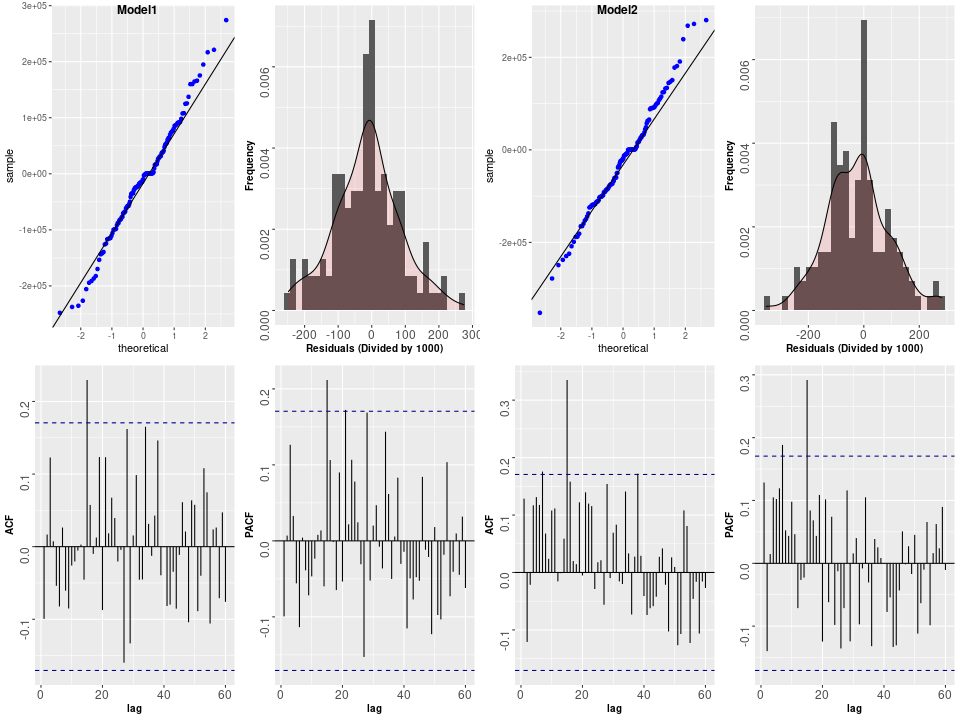 Model1
3e+05
2e+05
1e+05
0e+00
-1e+05
-2e+05
sample
-2 -1 0 1 2
theoretical
Frequency
0.006
0.004
0.002
0.000
-200 -100 0 100 200 300
Residuals (Divided by 1000)
Model2
2e+05
0e+00
-2e+05
sample
-2 -1 0 1 2
theoretical
Frequency
0.006
0.004
0.002
0.000
-200 0 200
Residuals (Divided by 1000)
ACF
0.2
0.1
0.0
-0.1
0 20 40 60
lag
PACF
0.2
0.1
0.0
-0.1
0 20 40 60
lag
ACF
0.3
0.2
0.1
0.0
-0.1
0 20 40 60
lag
PACF
0.3
0.2
0.1
0.0
-0.1
0 20 40 60
lag